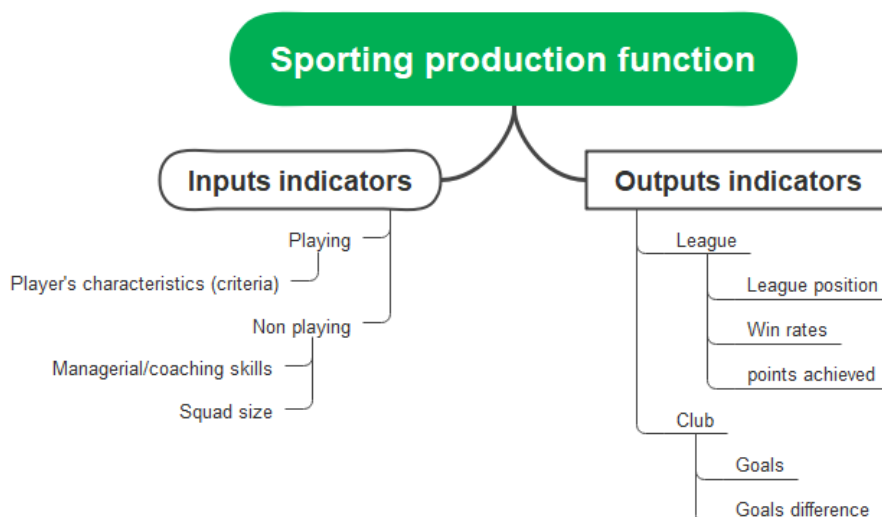 Sporting production function
Inputs indicators
Playing
Player's characteristics (criteria)
Non playing
Managerial/coaching skills
Squad size
Outputs indicators
League
League position
Win rates
points achieved
Club
Goals
Goals difference